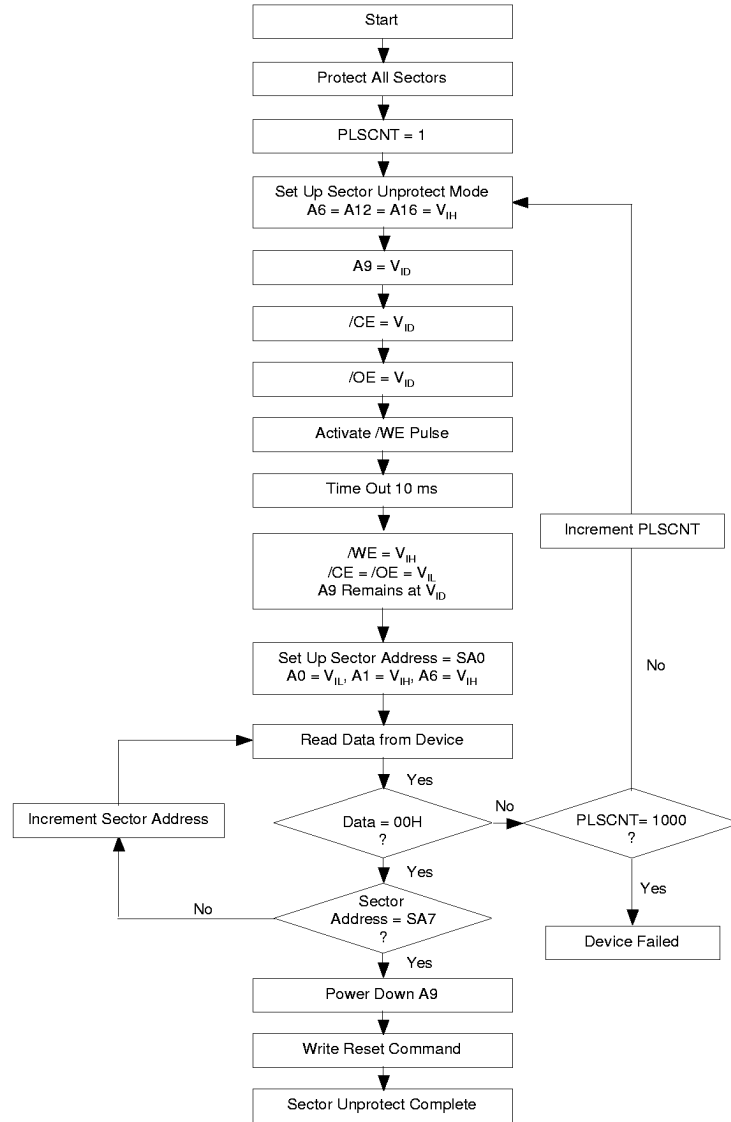 Start
Protect All Sectors
PLSCNT = 1
Set Up Sector Unprotect Mode
A6 = A12 = A16 = VIH
A9 = VID
/CE = VID
/OE = VID
Activate /WE Pulse
Time Out 10 ms
Increment PLSCNT
/WE = VIH
/CE = /OE = VIL
A9 Remains at VID
Set Up Sector Address = SA0
A0 = VIL, A1 = VIH, A6 = VIH
No
Read Data from Device
Yes
Increment Sector Address
Data = 00H
?
No
PLSCNT= 1000
?
Yes
No
Sector
Address = SA7
?
Yes
Device Failed
Yes
Power Down A9
Write Reset Command
Sector Unprotect Complete